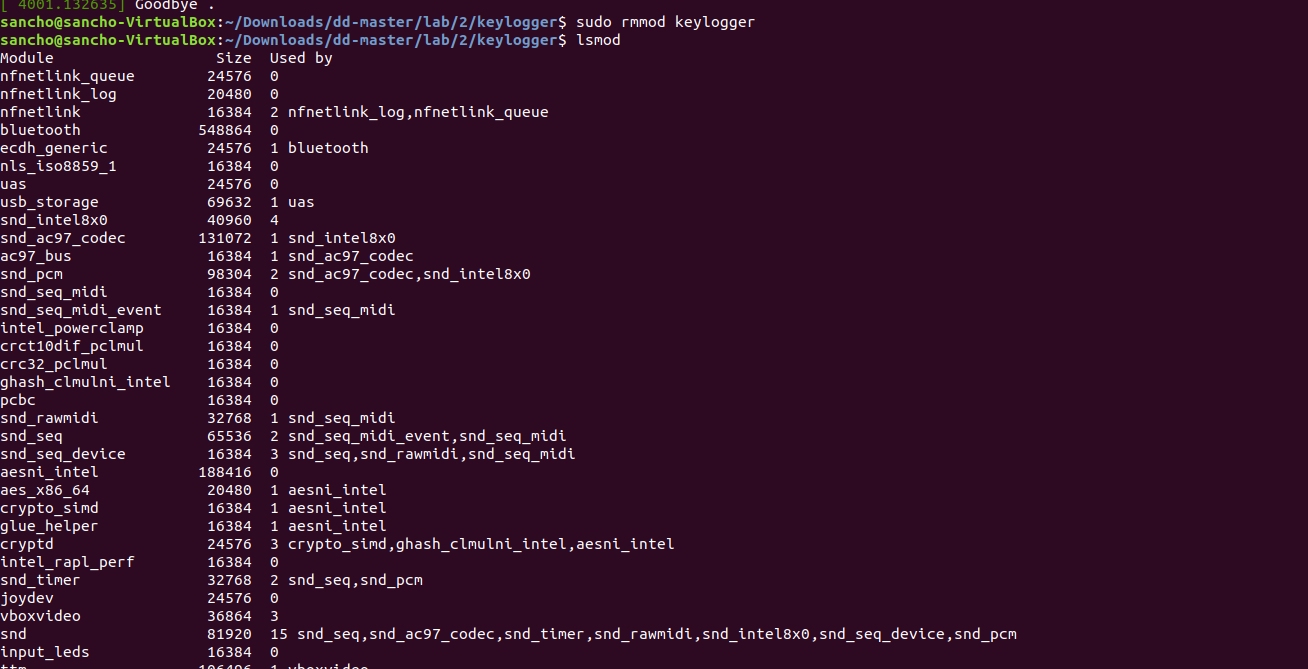 [ 4001.132635] Goodbye .
sancho@sancho-VirtualBox:~/Downloads/dd-master/lab/2/keylogger$ sudo rmmod keylogger
sancho@sancho-VirtualBox:~/Downloads/dd-master/lab/2/keylogger$ lsmod
Module                  Size  Used by
nfnetlink_queue        24576  0
nfnetlink_log          20480  0
nfnetlink              16384  2 nfnetlink_log,nfnetlink_queue
bluetooth             548864  0
ecdh_generic           24576  1 bluetooth
nls_iso8859_1          16384  0
uas                    24576  0
usb_storage            69632  1 uas
snd_intel8x0           40960  4
snd_ac97_codec        131072  1 snd_intel8x0
ac97_bus               16384  1 snd_ac97_codec
snd_pcm                98304  2 snd_ac97_codec,snd_intel8x0
snd_seq_midi           16384  0
snd_seq_midi_event     16384  1 snd_seq_midi
intel_powerclamp       16384  0
crct10dif_pclmul       16384  0
crc32_pclmul           16384  0
ghash_clmulni_intel    16384  0
pcbc                   16384  0
snd_rawmidi            32768  1 snd_seq_midi
snd_seq                65536  2 snd_seq_midi_event,snd_seq_midi
snd_seq_device         16384  3 snd_seq,snd_rawmidi,snd_seq_midi
aesni_intel           188416  0
aes_x86_64             20480  1 aesni_intel
crypto_simd            16384  1 aesni_intel
glue_helper            16384  1 aesni_intel
cryptd                 24576  3 crypto_simd,ghash_clmulni_intel,aesni_intel
intel_rapl_perf        16384  0
snd_timer              32768  2 snd_seq,snd_pcm
joydev                 24576  0
vboxvideo              36864  3
snd                    81920  15 snd_seq,snd_ac97_codec,snd_timer,snd_rawmidi,snd_intel8x0,snd_seq_device,snd_pcm
input_leds             16384  0
ttm                   106496  1 vboxvideo